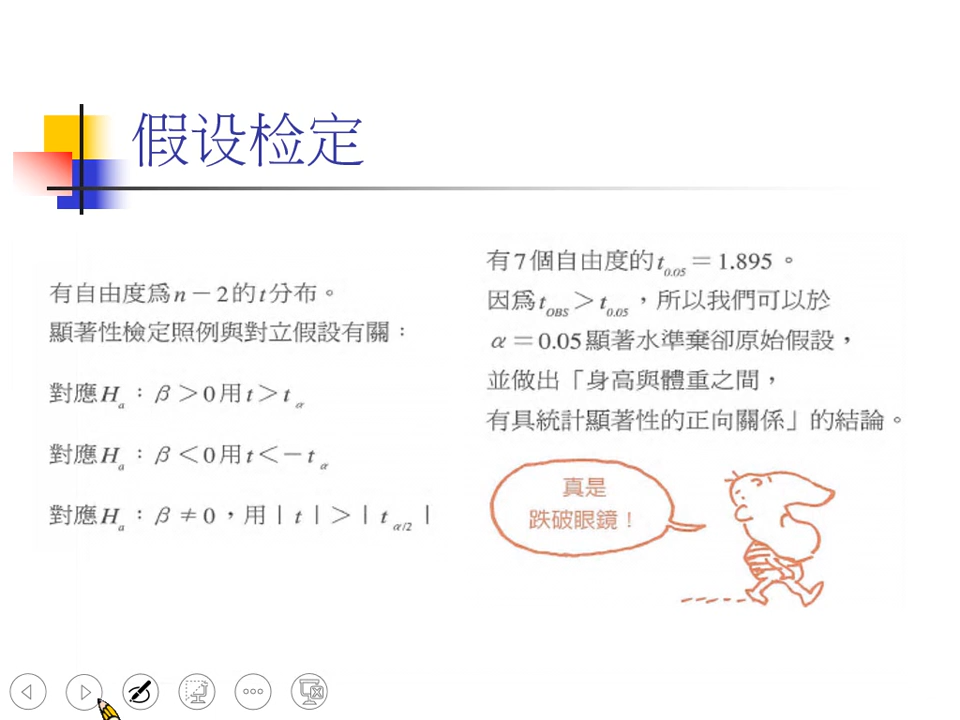 假设检定
有自由度爲n－2的t分布。
顯著性檢定照例與對立假設有關：
對應Ha：β＞0用t＞tα
對應Ha：β＜0用t＜－tα
對應Ha：β≠0，用｜t｜＞｜tα/2｜
有7個自由度的t0.05＝1.895。
因爲tOBS＞t0.05，所以我們可以於
α＝0.05顯著水準棄卻原始假設，
並做出「身高與體重之間，
有具統計顯著性的正向關係」的結論。
真是
跌破眼鏡！